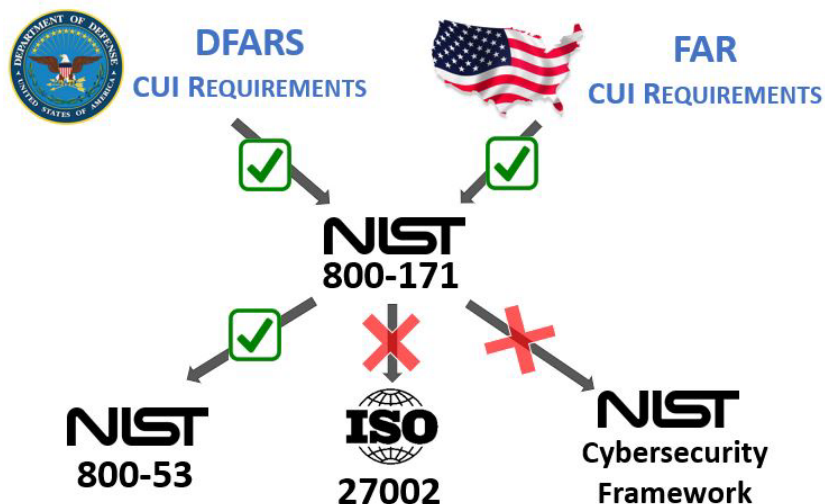 DEPARTMENT OF DEFENSE
UNITED STATES OF AMERICA
DFARS
CUI REQUIREMENTS
FAR
CUI REQUIREMENTS
NIST
800-171
NIST
800-53
ISO
27002
NIST
Cybersecurity
Framework